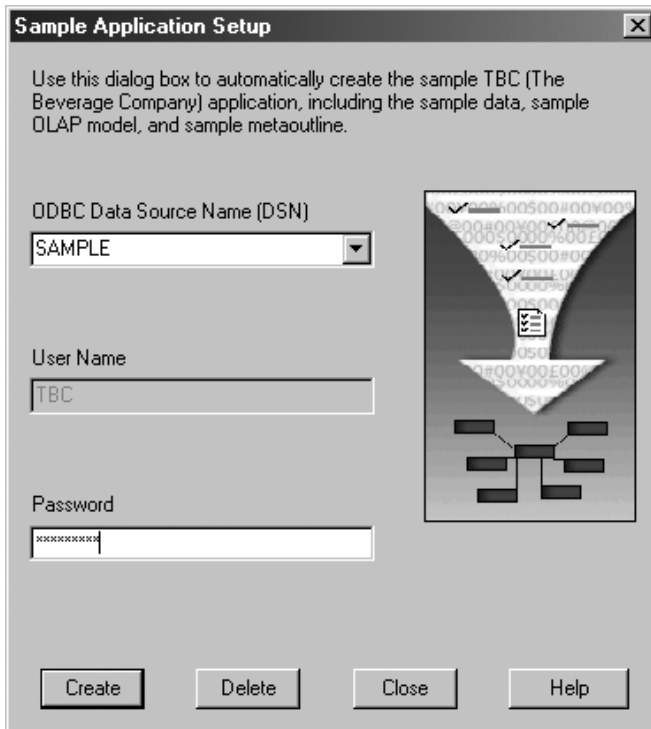 Sample Application Setup
Use this dialog box to automatically create the sample TBC (The
Beverage Company) application, including the sample data, sample
OLAP model, and sample metaoutline.
ODBC Data Source Name (DSN)
SAMPLE
User Name
TBC
Password
*********
Create
Delete
Close
Help